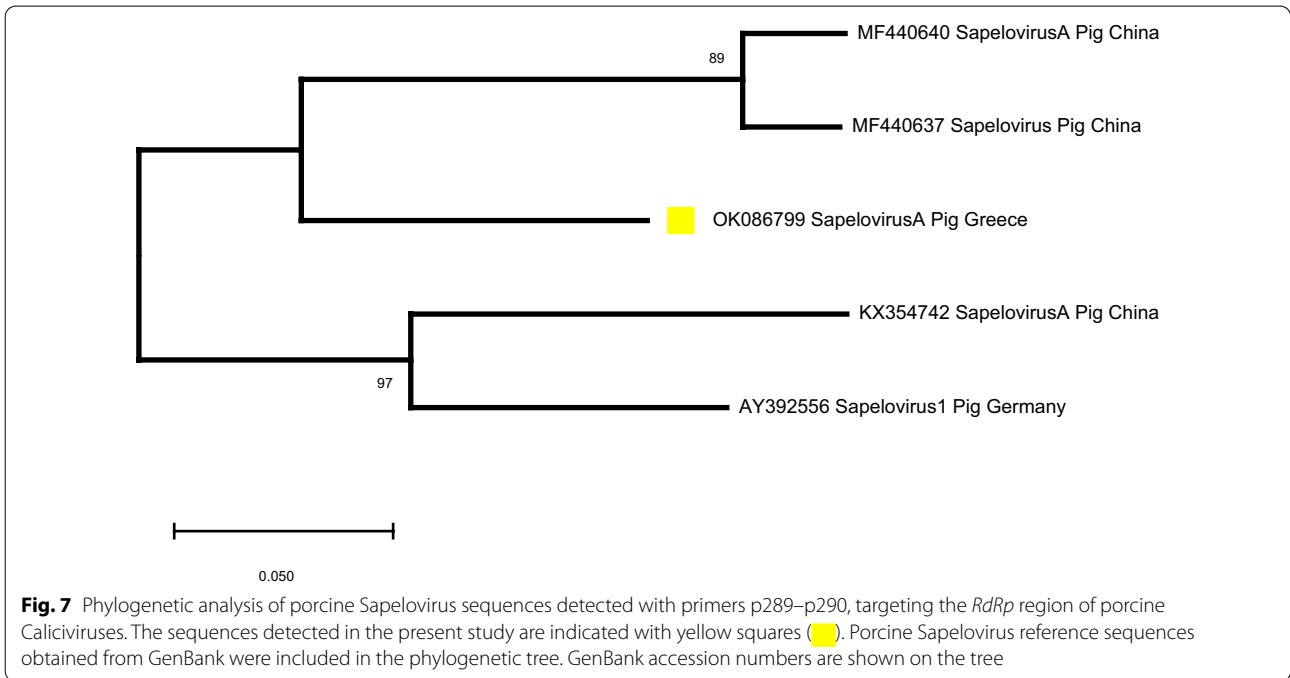 MF440640 SapelovirusA Pig China
89
MF440637 Sapelovirus Pig China
OK086799 SapelovirusA Pig Greece
KX354742 SapelovirusA Pig China
97
AY392556 Sapelovirus1 Pig Germany
0.050
Fig. 7 Phylogenetic analysis of porcine Sapelovirus sequences detected with primers p289–p290, targeting the RdRp region of porcine
Caliciviruses. The sequences detected in the present study are indicated with yellow squares ( ). Porcine Sapelovirus reference sequences
obtained from GenBank were included in the phylogenetic tree. GenBank accession numbers are shown on the tree